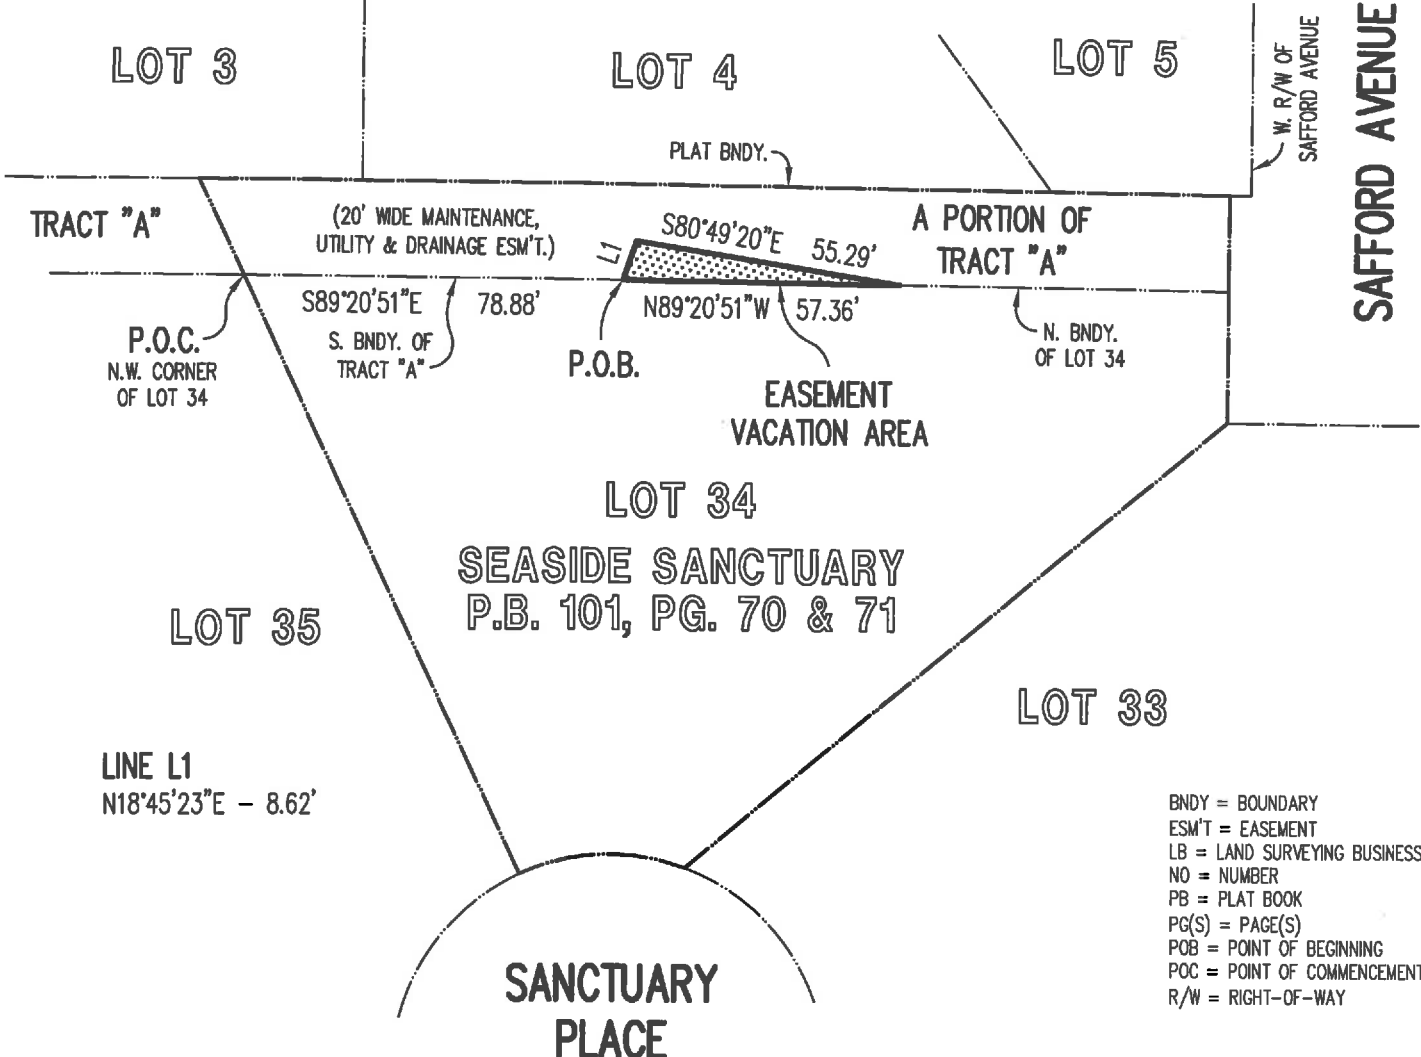 LOT 3
LOT 4
LOT 5
W. R/W OF
SAFFORD AVENUE
SAFFORD AVENUE
PLAT BNDY.
TRACT "A"
(20' WIDE MAINTENANCE,
UTILITY & DRAINAGE ESM'T.)
L1
S80°49'20"E 55.29'
A PORTION OF
TRACT "A"
S89°20'51"E 78.88'
N89°20'51"W 57.36'
P.O.C.
N.W. CORNER
OF LOT 34
S. BNDY. OF
TRACT "A"
P.O.B.
N. BNDY.
OF LOT 34
EASEMENT
VACATION AREA
LOT 34
SEASIDE SANCTUARY
P.B. 101, PG. 70 & 71
LOT 35
LOT 33
LINE L1
N18°45'23"E - 8.62'
BNDY = BOUNDARY
ESM'T = EASEMENT
LB = LAND SURVEYING BUSINESS
NO = NUMBER
PB = PLAT BOOK
PG(S) = PAGE(S)
POB = POINT OF BEGINNING
POC = POINT OF COMMENCEMENT
R/W = RIGHT-OF-WAY
SANCTUARY
PLACE